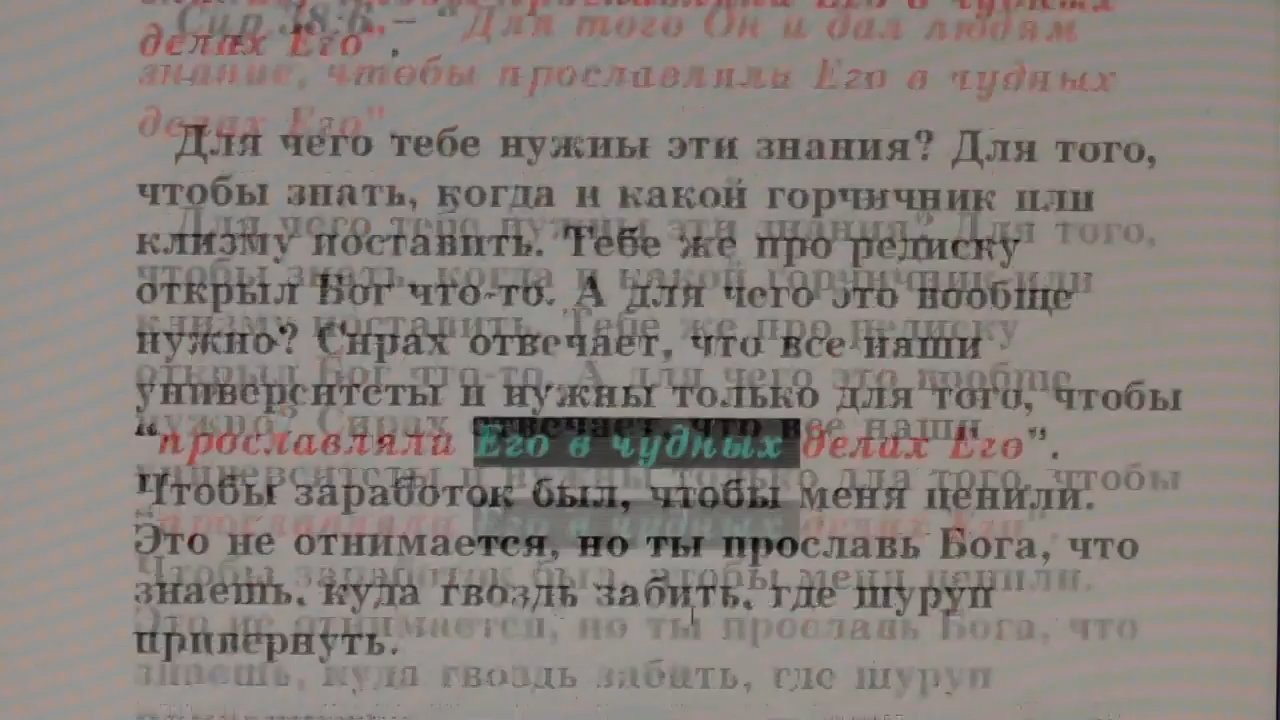 Сир 38:6 – "Для того Он и дал людям
знание, чтобы прославляли Его в чудных
делах Его".
Для чего тебе нужны эти знания? Для того,
чтобы знать, когда и какой горчичник или
клизму поставить. Тебе же про редиску
открыл Бог что-то. А для чего это вообще
нужно? Сирах отвечает, что все наши
университеты и нужны только для того, чтобы
"прославляли Его в чудных делах Его".
Чтобы заработок был, чтобы меня ценили.
Это не отнимается, но ты прославь Бога, что
знаешь, куда гвоздь забить, где шуруп
привернуть.